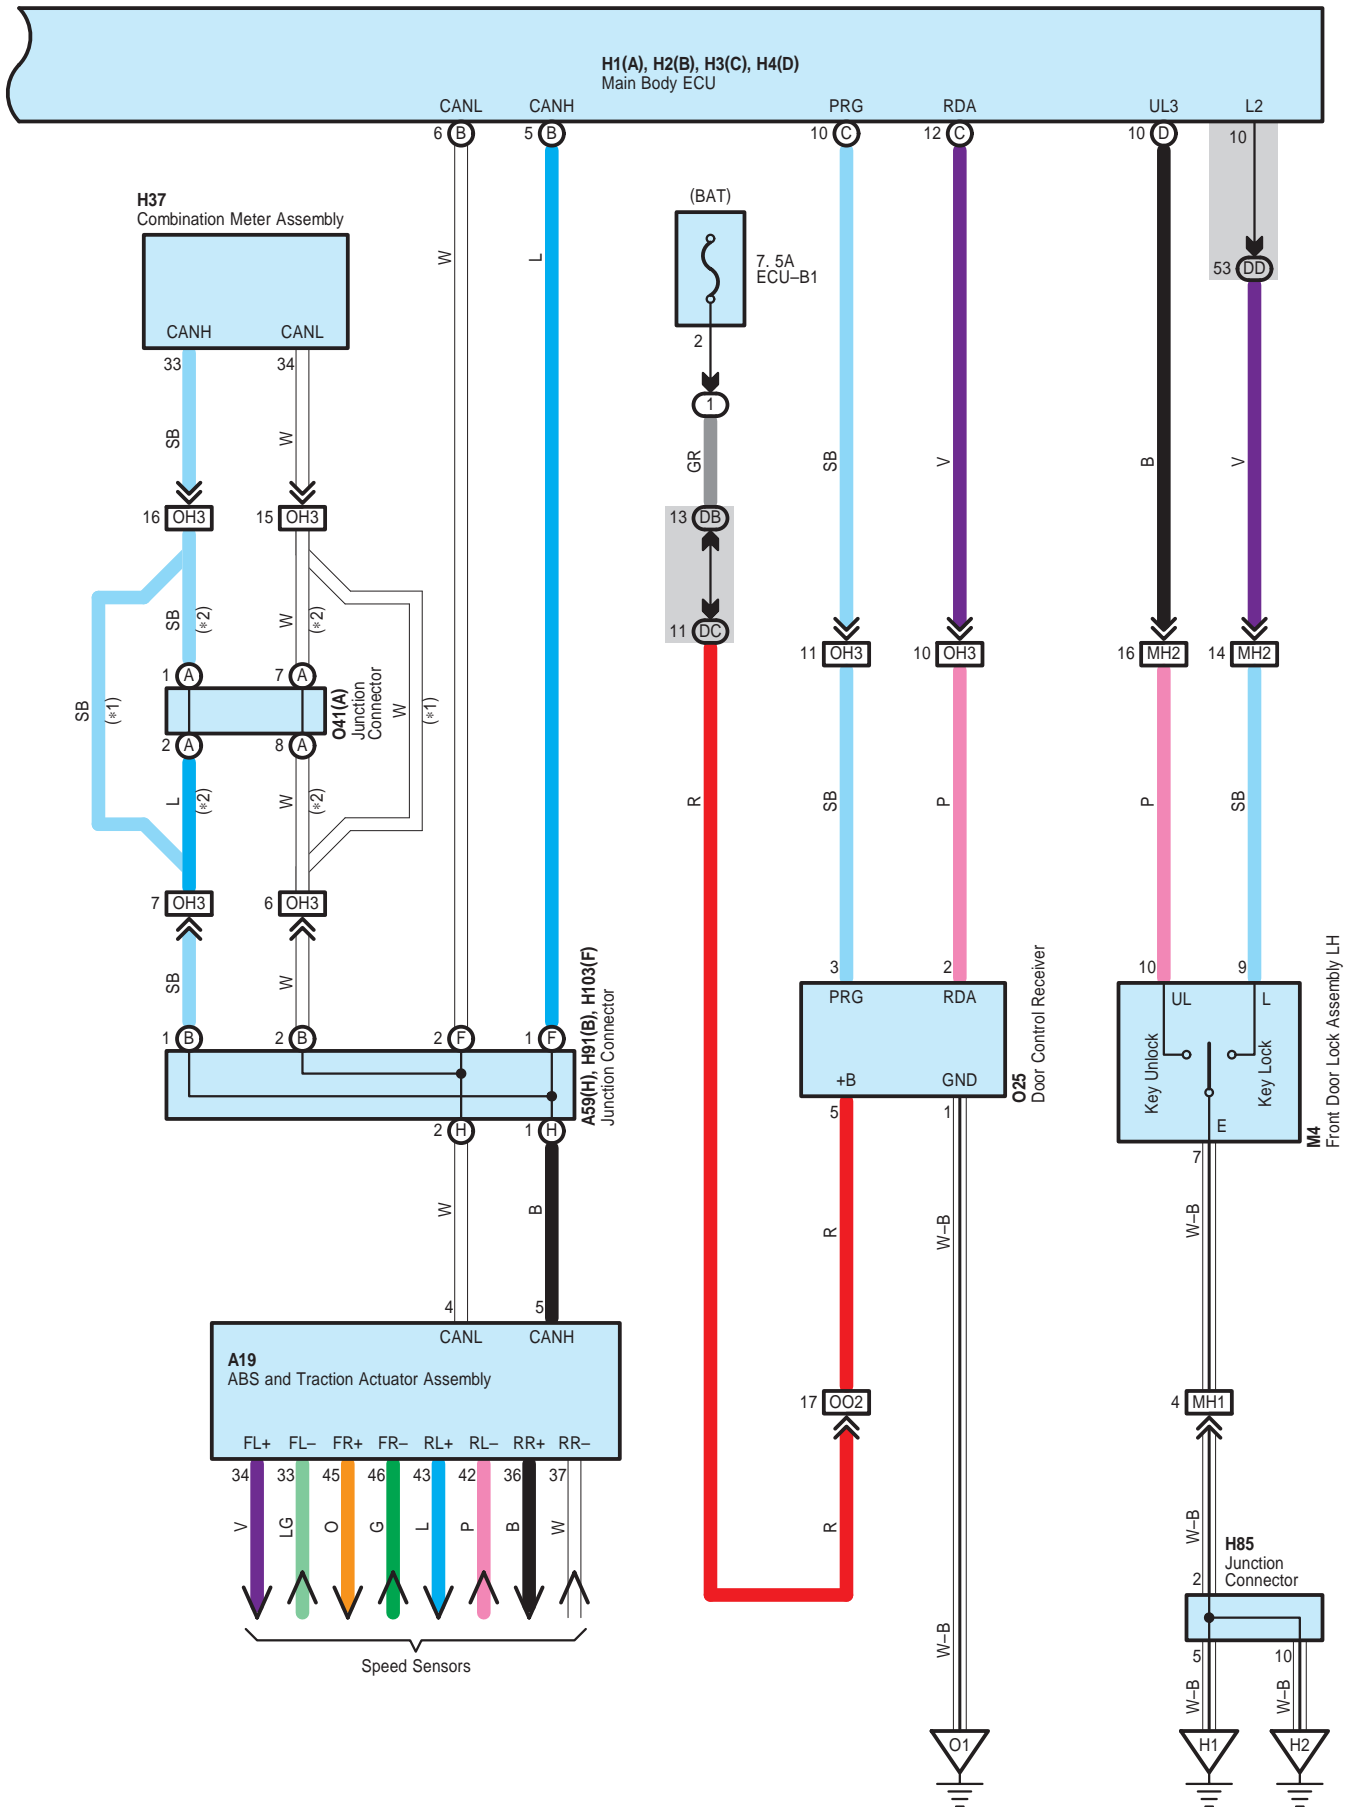 H1(A), H2(B), H3(C), H4(D)
Main Body ECU
CANL CANH PRG RDA UL3 L2
6 B 5 B 10 C 12 C 10 D 10
H37
Combination Meter Assembly
(BAT)
7. 5A
ECU–B1
W L
53 DD
CANH CANL
33 34
2
1
SB W GR SB V B V
16 OH3 15 OH3 13 DB
11 DC
SB (*2) W (*2)
11 OH3 10 OH3 16 MH2 14 MH2
1 A 7 A
O41(A)
Junction
Connector
SB (*1) W (*1)
2 A 8 A
L (*2) W (*2) R SB P P SB
7 OH3 6 OH3
SB W
A59(H), H91(B), H103(F)
Junction Connector
3 2 10 9
PRG RDA UL L
1 B 2 B 2 F 1 F
O25
Door Control Receiver
Key Unlock Key Lock
M4
Front Door Lock Assembly LH
+B GND
5 1
E
7
2 H 1 H
W B R W–B W–B
4 5
CANL CANH
A19
ABS and Traction Actuator Assembly
17 OO2 4 MH1
FL+ FL– FR+ FR– RL+ RL– RR+ RR–
34 33 45 46 43 42 36 37
V LG O G L P B W R W–B
H85
Junction
Connector
2
Speed Sensors
W–B
5 10
W–B W–B
O1 H1 H2